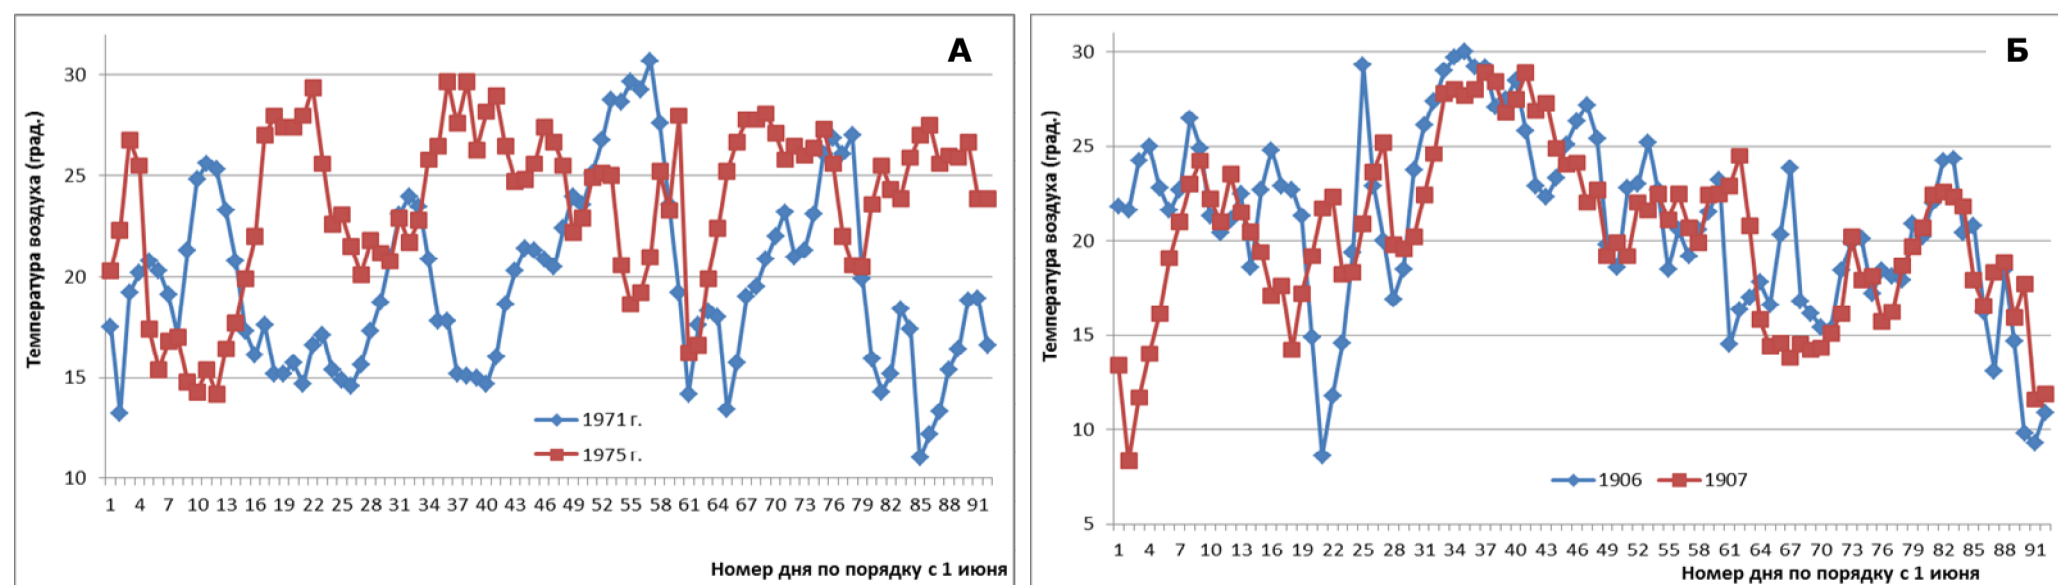 А
Температура воздуха (град.)
30
25
20
15
10
1971 г.
1975 г.
1 4 7 10 13 16 19 22 25 28 31 34 37 40 43 46 49 52 55 58 61 64 67 70 73 76 79 82 85 88 91
Номер дня по порядку с 1 июня
Б
Температура воздуха (град.)
30
25
20
15
10
5
1906 1907
1 4 7 10 13 16 19 22 25 28 31 34 37 40 43 46 49 52 55 58 61 64 67 70 73 76 79 82 85 88 91
Номер дня по порядку с 1 июня